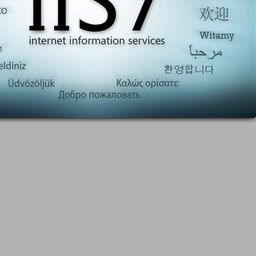 IIS7
internet information services
欢迎
Witamy
مرحباً
환영합니다
eldiniz
Üdvözöljük
Καλώς ορίσατε
Добро пожаловать